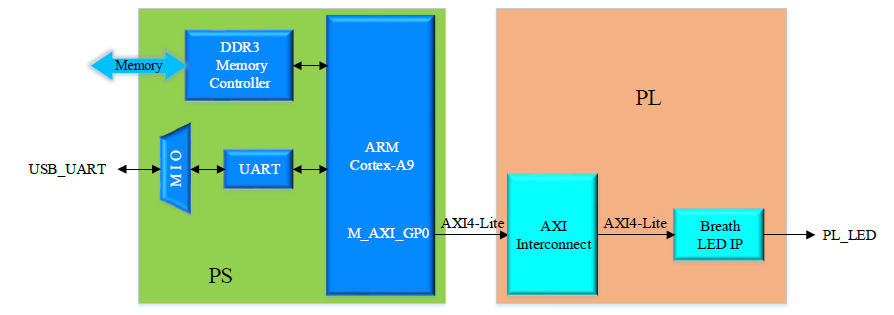 DDR3
Memory
Controller
Memory
PL
ARM
Cortex-A9
USB_UART
MIO
UART
M_AXI_GP0
AXI4-Lite
AXI
Interconnect
AXI4-Lite
Breath
LED IP
PL_LED
PS